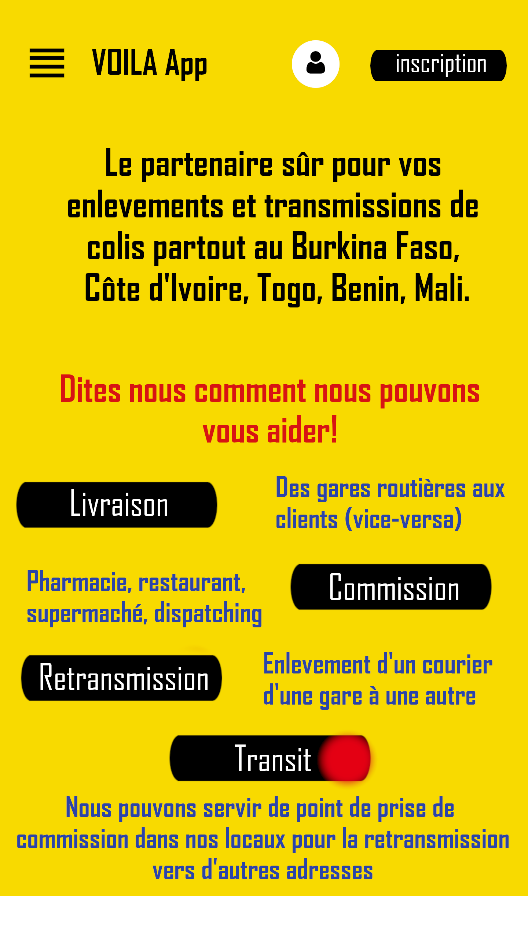 VOILA App
inscription
Le partenaire sûr pour vos
enlevements et transmissions de
colis partout au Burkina Faso,
Côte d'Ivoire, Togo, Benin, Mali.
Dites nous comment nous pouvons
vous aider!
Livraison
Des gares routières aux
clients (vice-versa)
Pharmacie, restaurant,
supermaché, dispatching
Commission
Retransmission
Enlevement d'un courier
d'une gare à une autre
Transit
Nous pouvons servir de point de prise de
commission dans nos locaux pour la retransmission
vers d'autres adresses